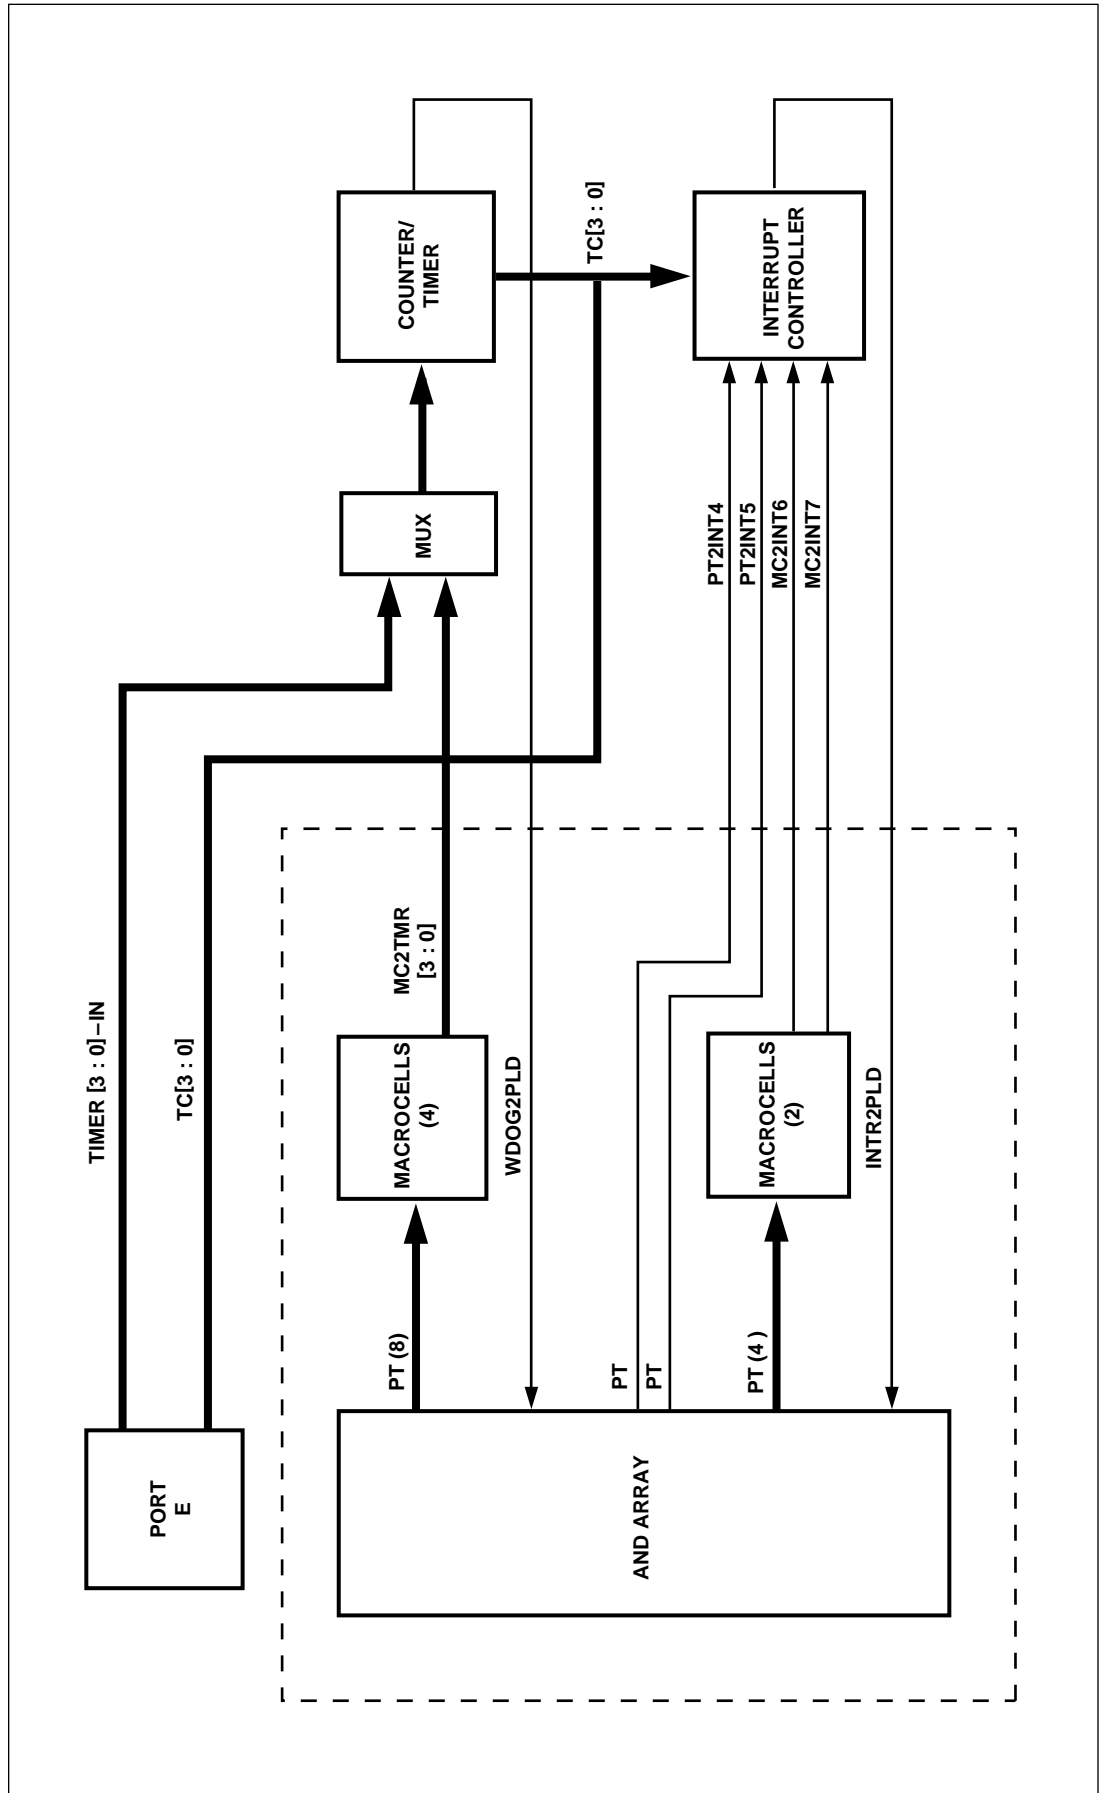 PORT
E
TIMER [3 : 0]–IN
TC[3 : 0]
MUX
COUNTER/
TIMER
TC[3 : 0]
AND ARRAY
PT (8)
MACROCELLS
(4)
MC2TMR
[3 : 0]
WDOG2PLD
PT
PT
PT2INT4
PT2INT5
MC2INT6
MC2INT7
PT (4 )
MACROCELLS
(2)
INTR2PLD
INTERRUPT
CONTROLLER